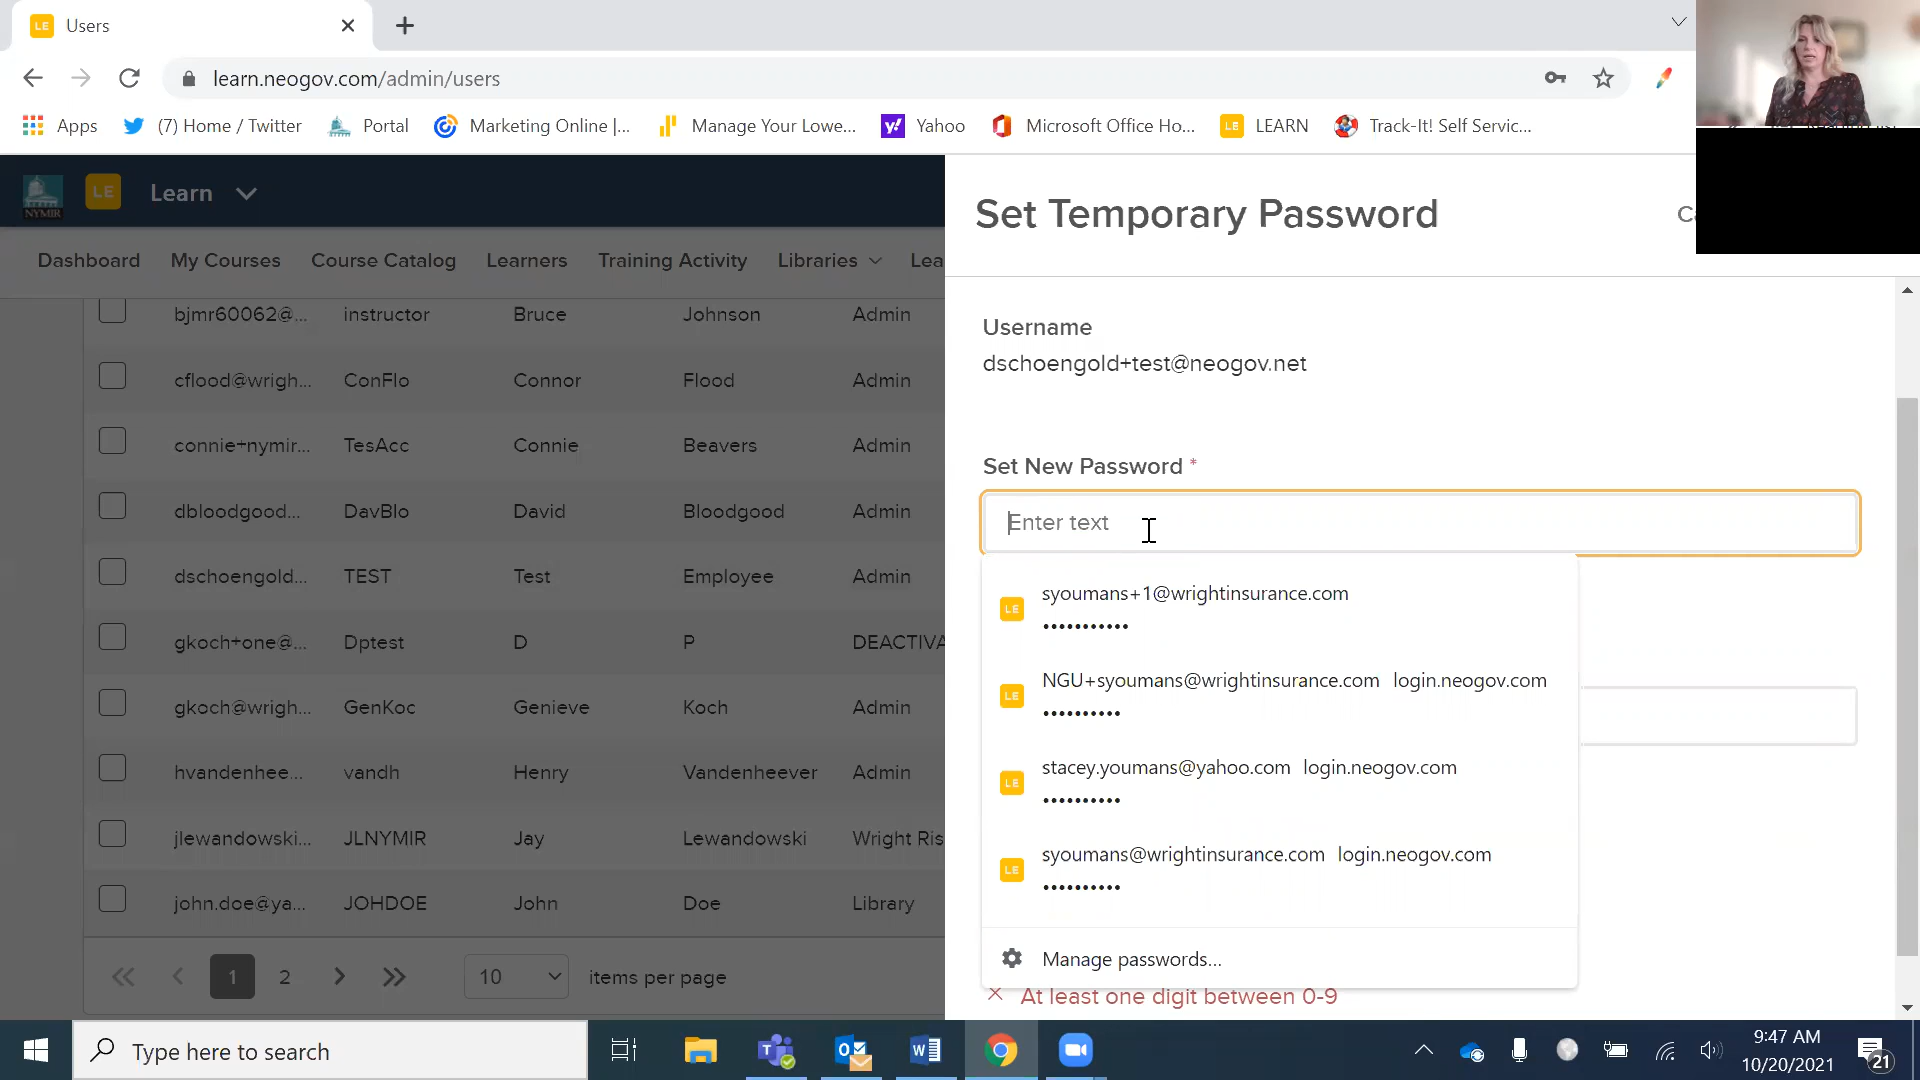 LE Users
learn.neogov.com/admin/users
Apps (7) Home / Twitter Portal Marketing Online |... Manage Your Lowe... Yahoo Microsoft Office Ho... LE LEARN Track-It! Self Servic...
NYMIR LE Learn
Dashboard My Courses Course Catalog Learners Training Activity Libraries Lea
bjmr60062@... instructor Bruce Johnson Admin
cflood@wrigh... ConFlo Connor Flood Admin
connie+nymir... TesAcc Connie Beavers Admin
dbloodgood... DavBlo David Bloodgood Admin
dschoengold... TEST Test Employee Admin
gkoch+one@... Dptest D P DEACTIVA
gkoch@wrigh... GenKoc Genieve Koch Admin
hvandenhee... vandh Henry Vandenheever Admin
jlewandowski... JLNYMIR Jay Lewandowski Wright Ris
john.doe@ya... JOHDOE John Doe Library
1 2 10 items per page
Set Temporary Password
Username
dschoengold+test@neogov.net
Set New Password *
Enter text
LE syoumans+1@wrightinsurance.com
•••••••••••
LE NGU+syoumans@wrightinsurance.com login.neogov.com
••••••••••
LE stacey.youmans@yahoo.com login.neogov.com
••••••••••
LE syoumans@wrightinsurance.com login.neogov.com
••••••••••
Manage passwords...
At least one digit between 0-9
Type here to search
9:47 AM
10/20/2021
21